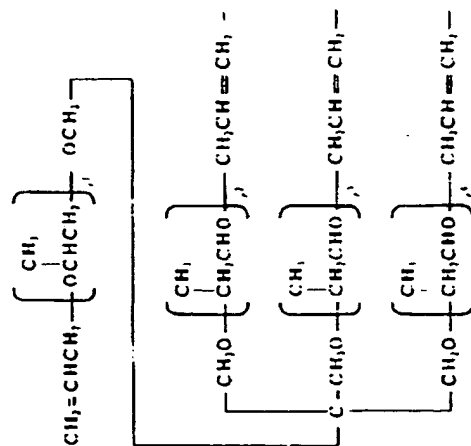 CH₃
CH₂=CHCH₂—(OCHCH₂)—OCH₂
CH₃
CH₂O—(CH₂CHO)—CH₂CH=CH₂ -
CH₃
C-CH₂O—(CH₂CHO)—CH₂CH=CH₂ —
CH₃
CH₂O—(CH₂CHO)—CH₂CH=CH₂—